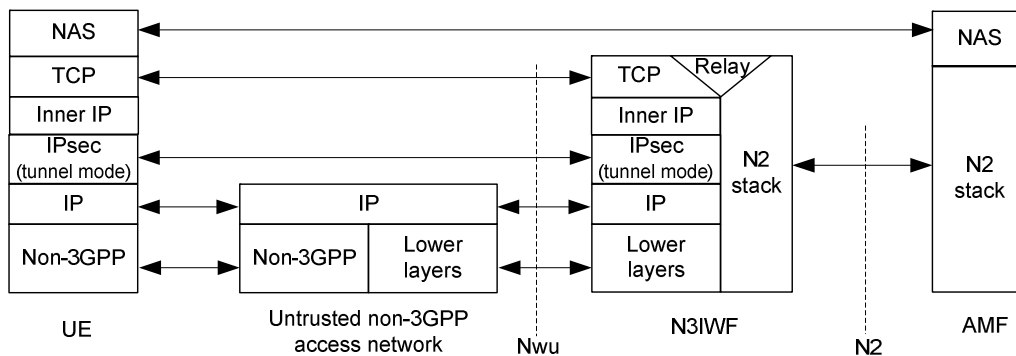 NAS
TCP
Inner IP
IPsec
(tunnel mode)
IP
Non-3GPP
UE
IP
Non-3GPP
Lower
layers
Untrusted non-3GPP
access network
Nwu
TCP
Relay
Inner IP
IPsec
(tunnel mode)
IP
Lower
layers
N2
stack
N3IWF
N2
NAS
N2
stack
AMF